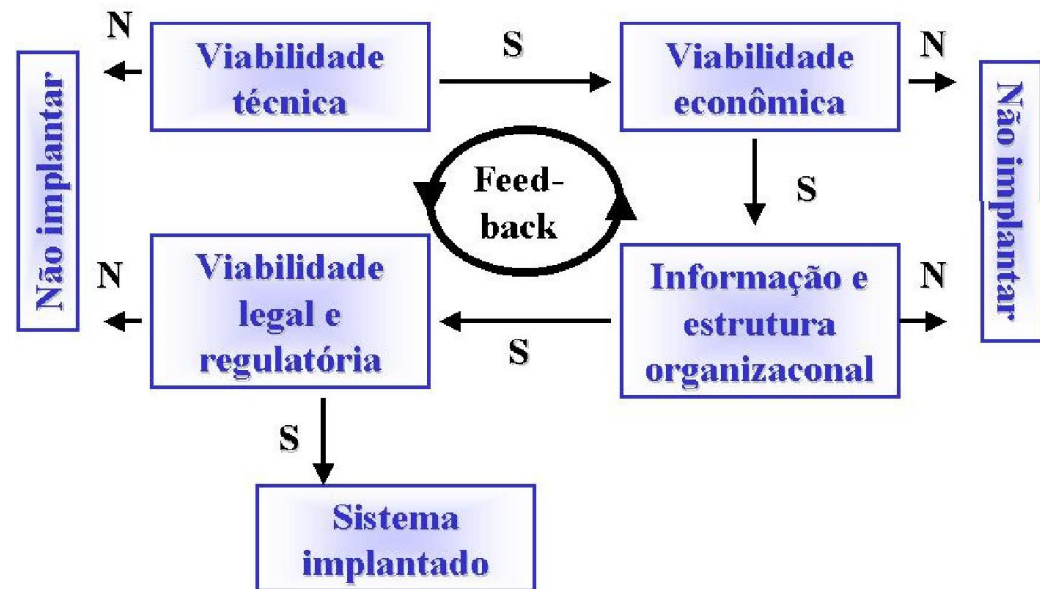 N
Viabilidade
técnica
S
Viabilidade
econômica
N
Não implantar
Não implantar
Feed-
back
S
N
Viabilidade
legal e
regulatória
S
Informação e
estrutura
organizaconal
N
S
Sistema
implantado